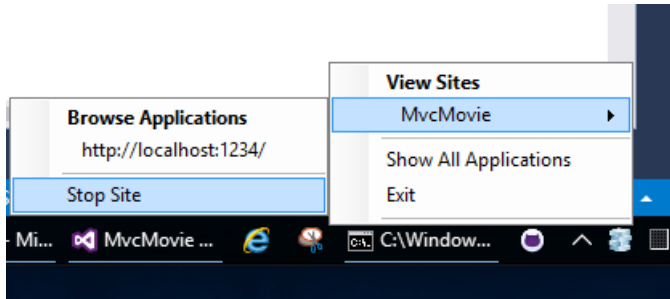 View Sites
MvcMovie
Show All Applications
Exit
Browse Applications
http://localhost:1234/
Stop Site
- Mi...
MvcMovie ...
C:\Window...